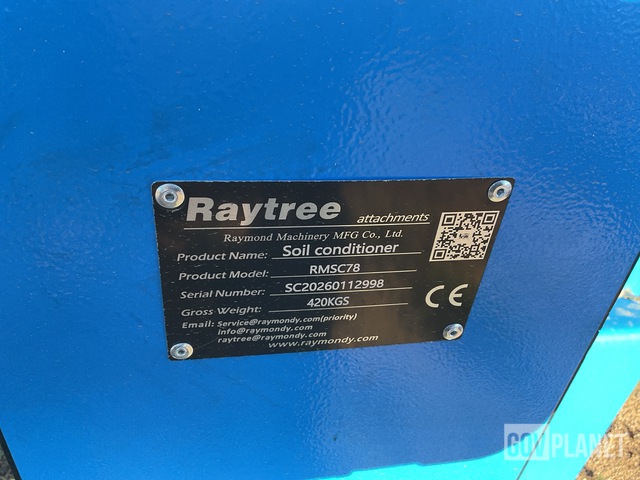 Raytree attachments
Raymond Machinery MFG Co., Ltd.
Product Name: Soil conditioner
Product Model: RMSC78
Serial Number: SC20260112998
Gross Weight: 420KGS
Email: Service@raymondy.com(priority)
info@raymondy.com
raytree@raymondy.com
www.raymondy.com
CE
GOVPLANET